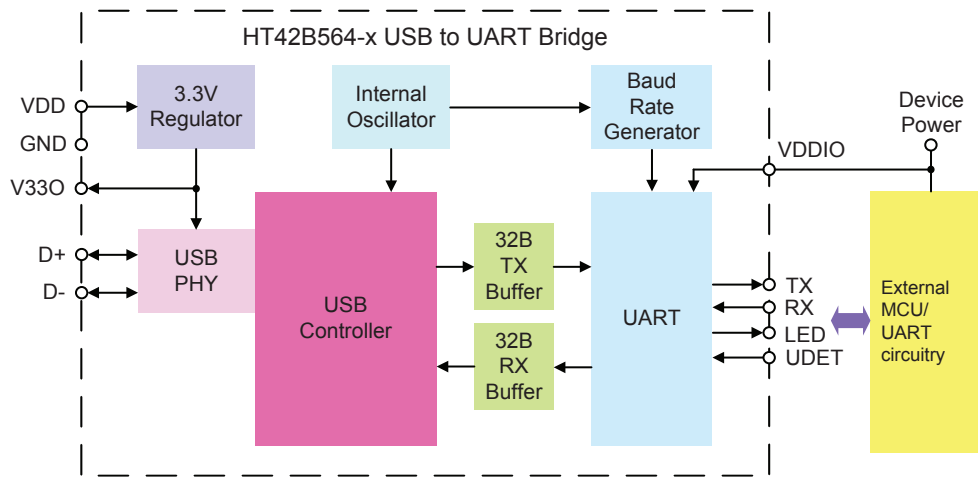 HT42B564-x USB to UART Bridge
VDD
GND
V33O
D+
D-
3.3V
Regulator
Internal
Oscillator
Baud
Rate
Generator
USB
PHY
USB
Controller
32B
TX
Buffer
32B
RX
Buffer
UART
VDDIO
Device
Power
TX
RX
LED
UDET
External
MCU/
UART
circuitry